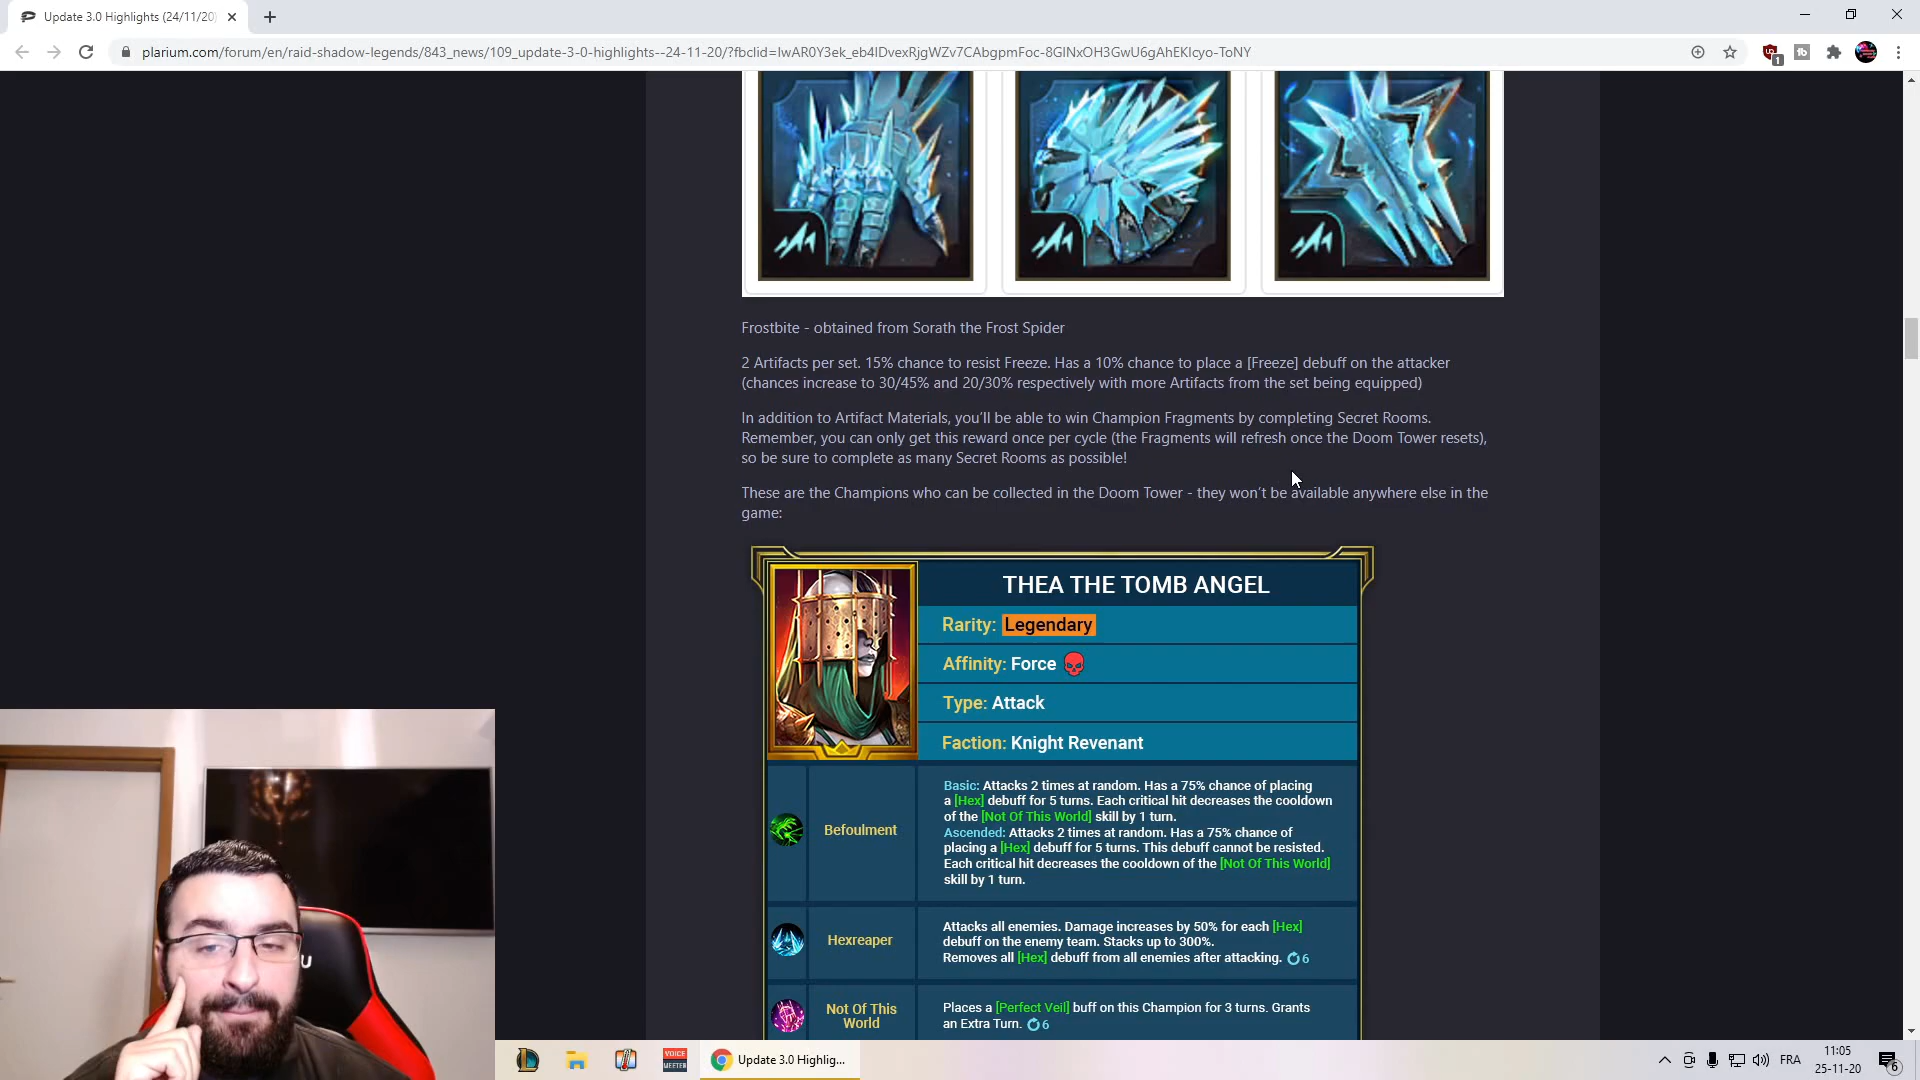 Update 3.0 Highlights (24/11/20)
plarium.com/forum/en/raid-shadow-legends/843_news/109_update-3-0-highlights--24-11-20/?fbclid=IwAR0Y3ek_eb4IDvexRjgWZv7CAbgpmFoc-8GlNxOH3GwU6gAhEKlcyo-ToNY
1
Frostbite - obtained from Sorath the Frost Spider
2 Artifacts per set. 15% chance to resist Freeze. Has a 10% chance to place a [Freeze] debuff on the attacker
(chances increase to 30/45% and 20/30% respectively with more Artifacts from the set being equipped)
In addition to Artifact Materials, you'll be able to win Champion Fragments by completing Secret Rooms.
Remember, you can only get this reward once per cycle (the Fragments will refresh once the Doom Tower resets),
so be sure to complete as many Secret Rooms as possible!
These are the Champions who can be collected in the Doom Tower - they won't be available anywhere else in the
game:
THEA THE TOMB ANGEL
Rarity: Legendary
Affinity: Force
Type: Attack
Faction: Knight Revenant
Befoulment
Basic: Attacks 2 times at random. Has a 75% chance of placing
a [Hex] debuff for 5 turns. Each critical hit decreases the cooldown
of the [Not Of This World] skill by 1 turn.
Ascended: Attacks 2 times at random. Has a 75% chance of
placing a [Hex] debuff for 5 turns. This debuff cannot be resisted.
Each critical hit decreases the cooldown of the [Not Of This World]
skill by 1 turn.
Hexreaper
Attacks all enemies. Damage increases by 50% for each [Hex]
debuff on the enemy team. Stacks up to 300%.
Removes all [Hex] debuff from all enemies after attacking. 6
Not Of This
World
Places a [Perfect Veil] buff on this Champion for 3 turns. Grants
an Extra Turn. 6
U
VOICE
MEETER
Update 3.0 Highlig...
FRA
11:05
25-11-20
6